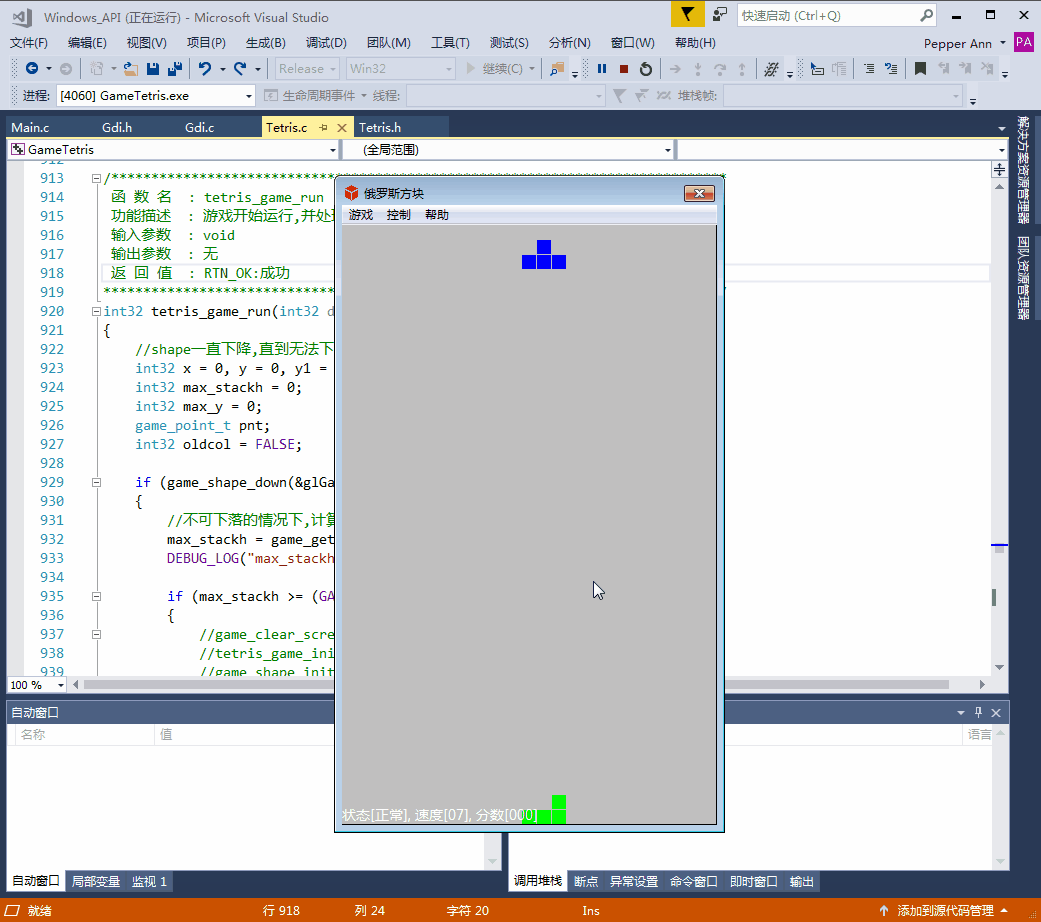 Windows_API (正在运行) - Microsoft Visual Studio
快速启动 (Ctrl+Q)
文件(F) 编辑(E) 视图(V) 项目(P) 生成(B) 调试(D) 团队(M) 工具(T) 测试(S) 分析(N) 窗口(W) 帮助(H)
Pepper Ann PA
Release Win32 继续(C)
进程: [4060] GameTetris.exe 生命周期事件 线程: 堆栈帧:
Main.c Gdi.h Gdi.c Tetris.c Tetris.h
GameTetris (全局范围)
912
913 /*****************************
914 函 数 名 : tetris_game_run
915 功能描述 : 游戏开始运行,并处
916 输入参数 : void
917 输出参数 : 无
918 返 回 值 : RTN_OK:成功
919 *****************************
920 int32 tetris_game_run(int32 d
921 {
922 //shape一直下降,直到无法下
923 int32 x = 0, y = 0, y1 =
924 int32 max_stackh = 0;
925 int32 max_y = 0;
926 game_point_t pnt;
927 int32 oldcol = FALSE;
928
929 if (game_shape_down(&glGa
930 {
931 //不可下落的情况下,计算
932 max_stackh = game_get
933 DEBUG_LOG("max_stackh
934
935 if (max_stackh >= (GA
936 {
937 //game_clear_scre
938 //tetris_game_ini
939 //game_shape_init
俄罗斯方块
游戏 控制 帮助
状态[正常], 速度[07], 分数[000]
解决方案资源管理器
团队资源管理器
100 %
自动窗口
名称 值 语言
自动窗口 局部变量 监视 1
调用堆栈 断点 异常设置 命令窗口 即时窗口 输出
就绪 行 918 列 24 字符 20 Ins 添加到源代码管理